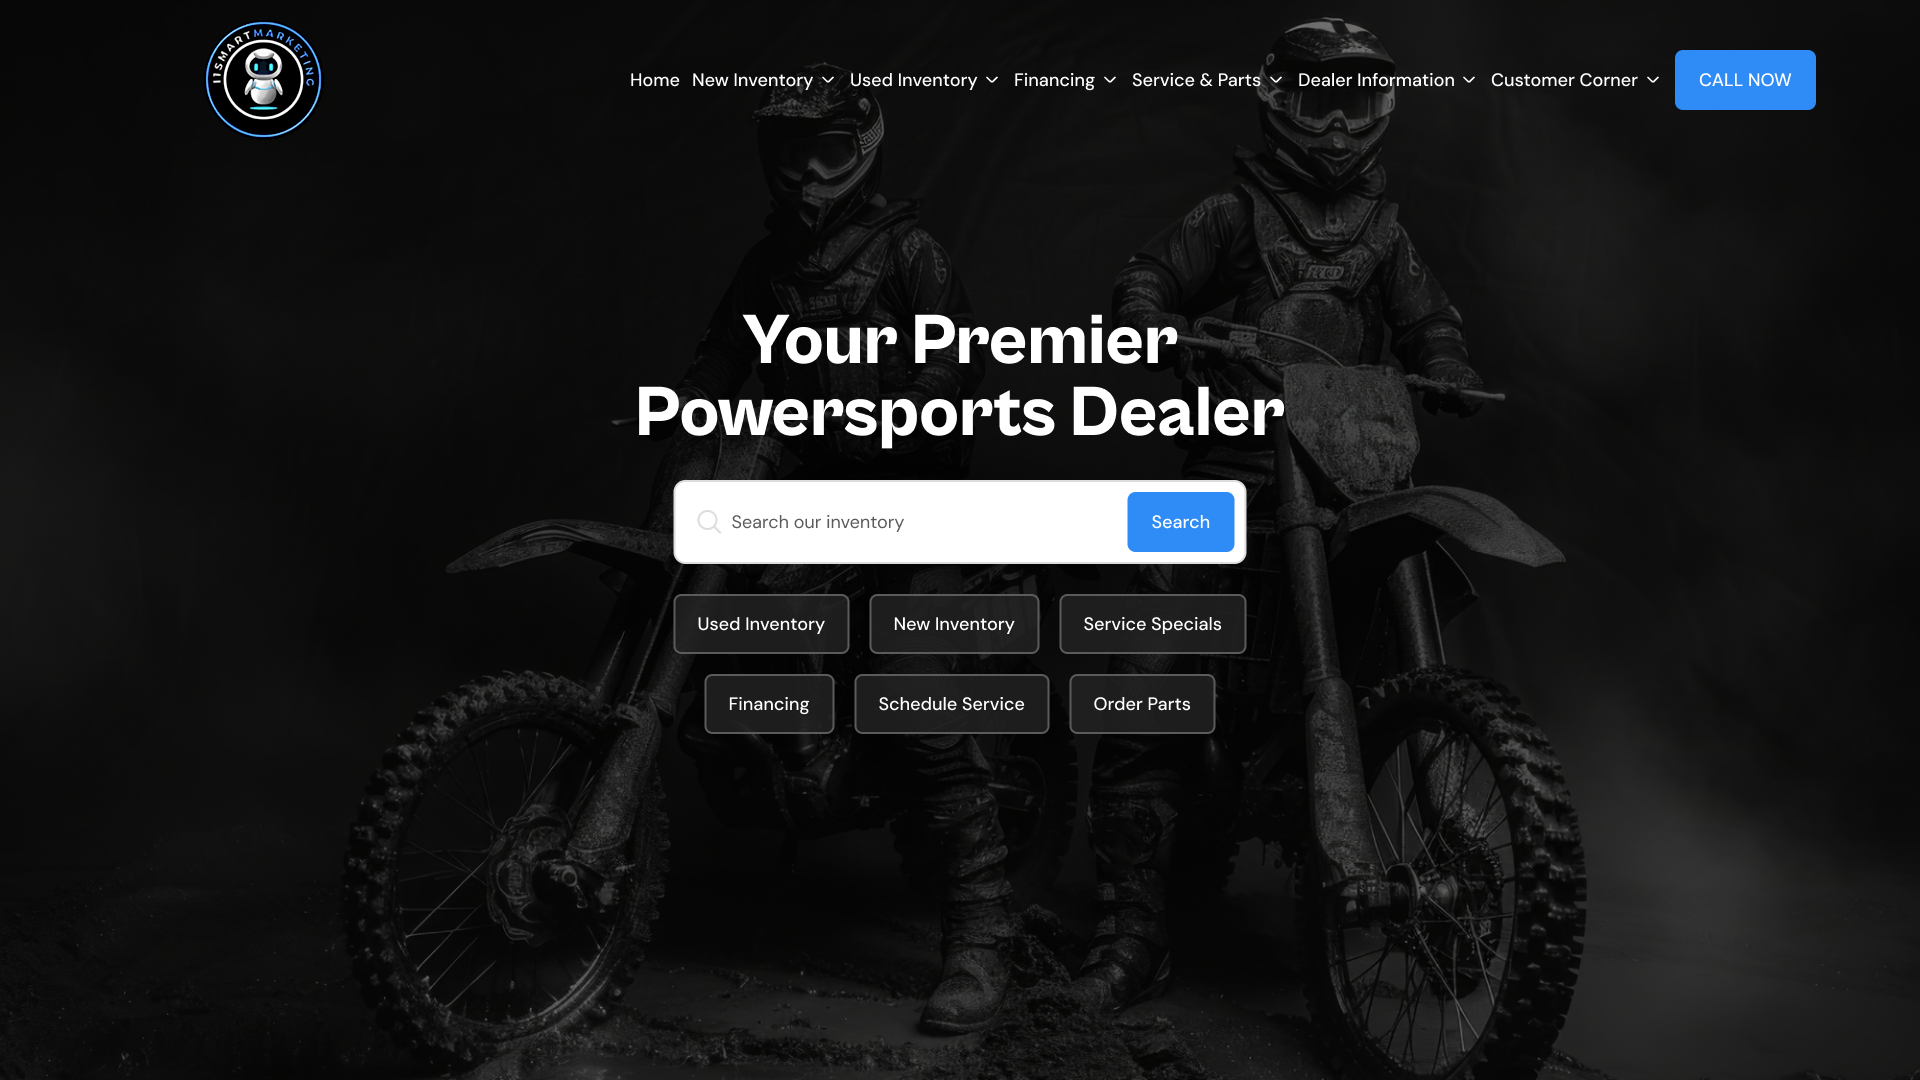 11SMARTMARKETING
Home New Inventory Used Inventory Financing Service & Parts Dealer Information Customer Corner CALL NOW
Your Premier
Powersports Dealer
Search our inventory Search
Used Inventory New Inventory Service Specials
Financing Schedule Service Order Parts